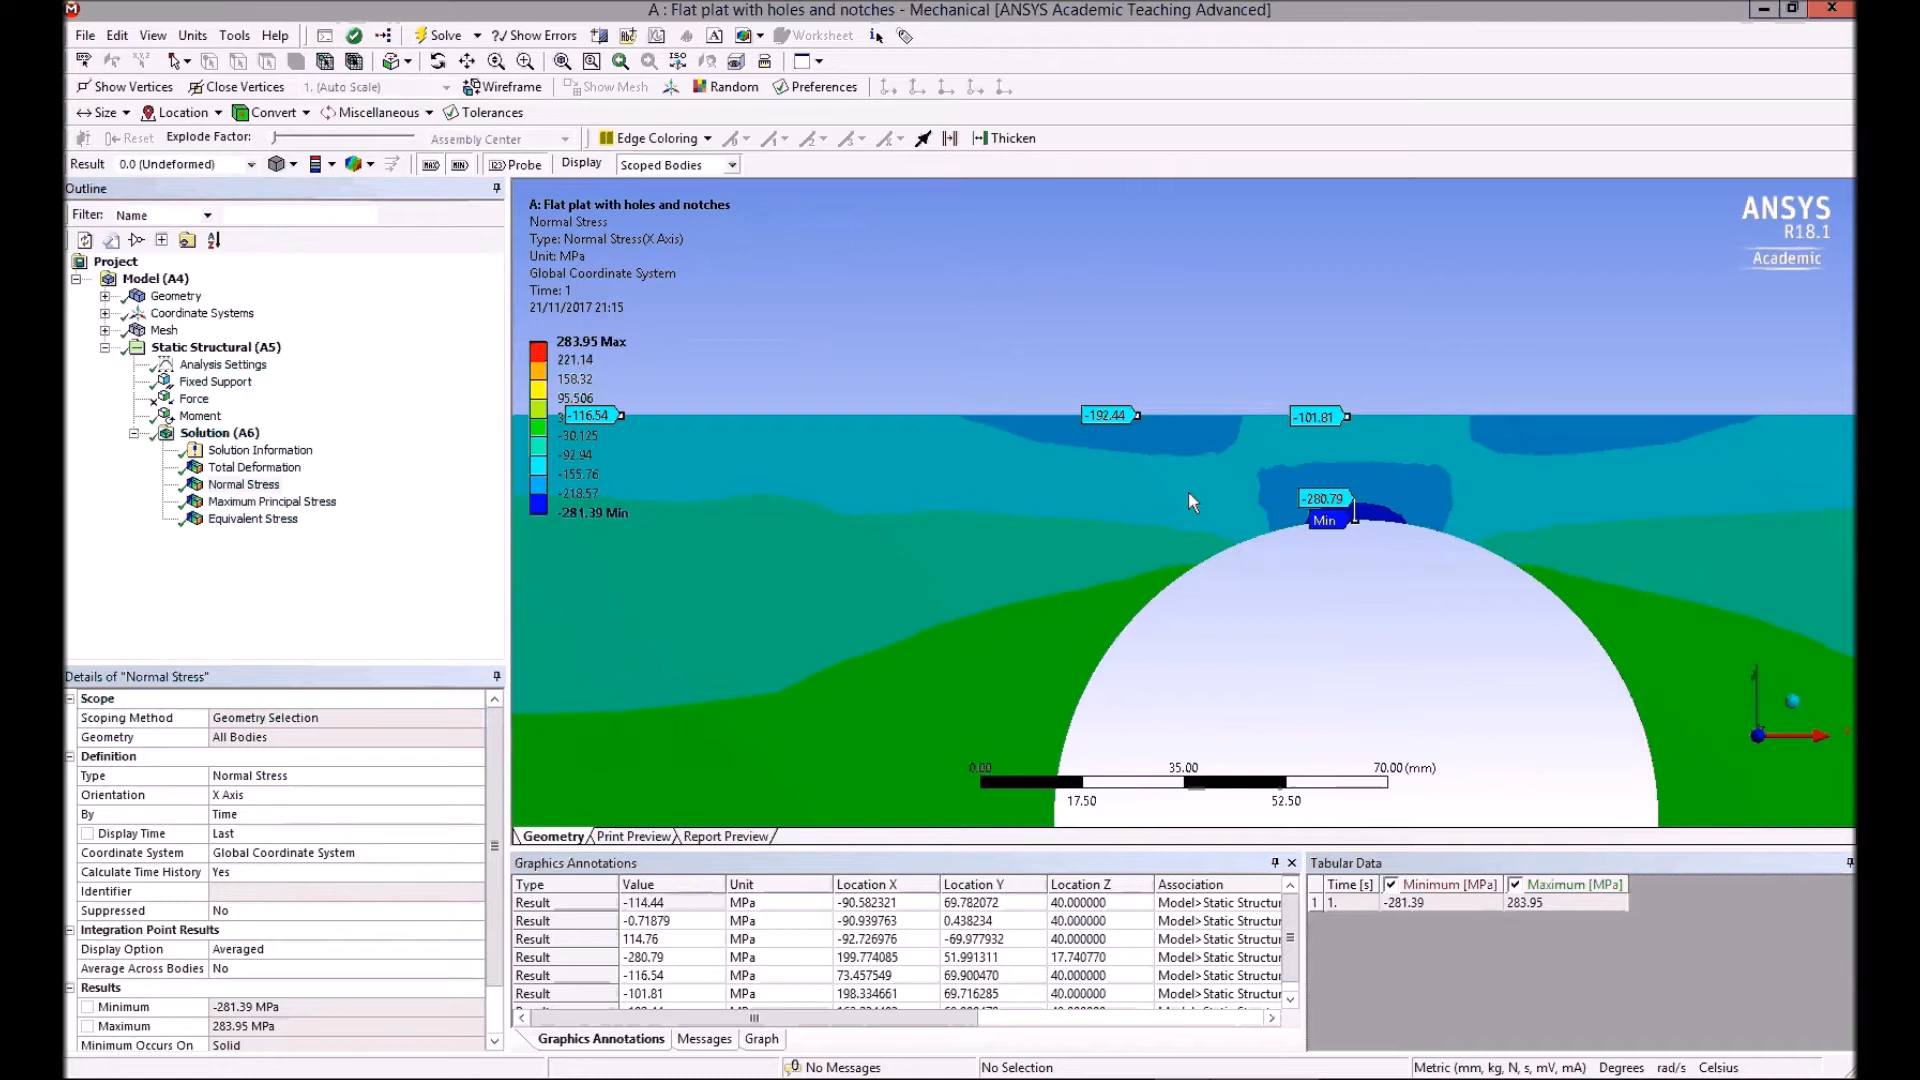 A : Flat plat with holes and notches - Mechanical [ANSYS Academic Teaching Advanced]
File Edit View Units Tools Help Solve ?/ Show Errors Worksheet
Show Vertices Close Vertices 1. (Auto Scale) Wireframe Show Mesh Random Preferences
Size Location Convert Miscellaneous Tolerances
Reset Explode Factor: Assembly Center Edge Coloring Thicken
Result 0.0 (Undeformed) MAX MIN Probe Display Scoped Bodies
Outline
Filter: Name
Project
Model (A4)
Geometry
Coordinate Systems
Mesh
Static Structural (A5)
Analysis Settings
Fixed Support
Force
Moment
Solution (A6)
Solution Information
Total Deformation
Normal Stress
Maximum Principal Stress
Equivalent Stress
A: Flat plat with holes and notches
Normal Stress
Type: Normal Stress(X Axis)
Unit: MPa
Global Coordinate System
Time: 1
21/11/2017 21:15
ANSYS
R18.1
Academic
283.95 Max
221.14
158.32
95.506
-30.125
-92.94
-155.76
-218.57
-281.39 Min
-116.54
-192.44
-101.81
-280.79
Min
0.00 35.00 70.00 (mm)
17.50 52.50
Geometry Print Preview Report Preview
Details of "Normal Stress"
Scope
Scoping Method Geometry Selection
Geometry All Bodies
Definition
Type Normal Stress
Orientation X Axis
By Time
Display Time Last
Coordinate System Global Coordinate System
Calculate Time History Yes
Identifier
Suppressed No
Integration Point Results
Display Option Averaged
Average Across Bodies No
Results
Minimum -281.39 MPa
Maximum 283.95 MPa
Minimum Occurs On Solid
Graphics Annotations
Type Value Unit Location X Location Y Location Z Association
Result -114.44 MPa -90.582321 69.782072 40.000000 Model>Static Structur
Result -0.71879 MPa -90.939763 0.438234 40.000000 Model>Static Structur
Result 114.76 MPa -92.726976 -69.977932 40.000000 Model>Static Structur
Result -280.79 MPa 199.774085 51.991311 17.740770 Model>Static Structur
Result -116.54 MPa 73.457549 69.900470 40.000000 Model>Static Structur
Result -101.81 MPa 198.334661 69.716285 40.000000 Model>Static Structur
Graphics Annotations Messages Graph
Tabular Data
Time [s] Minimum [MPa] Maximum [MPa]
1 1. -281.39 283.95
0 No Messages No Selection Metric (mm, kg, N, s, mV, mA) Degrees rad/s Celsius